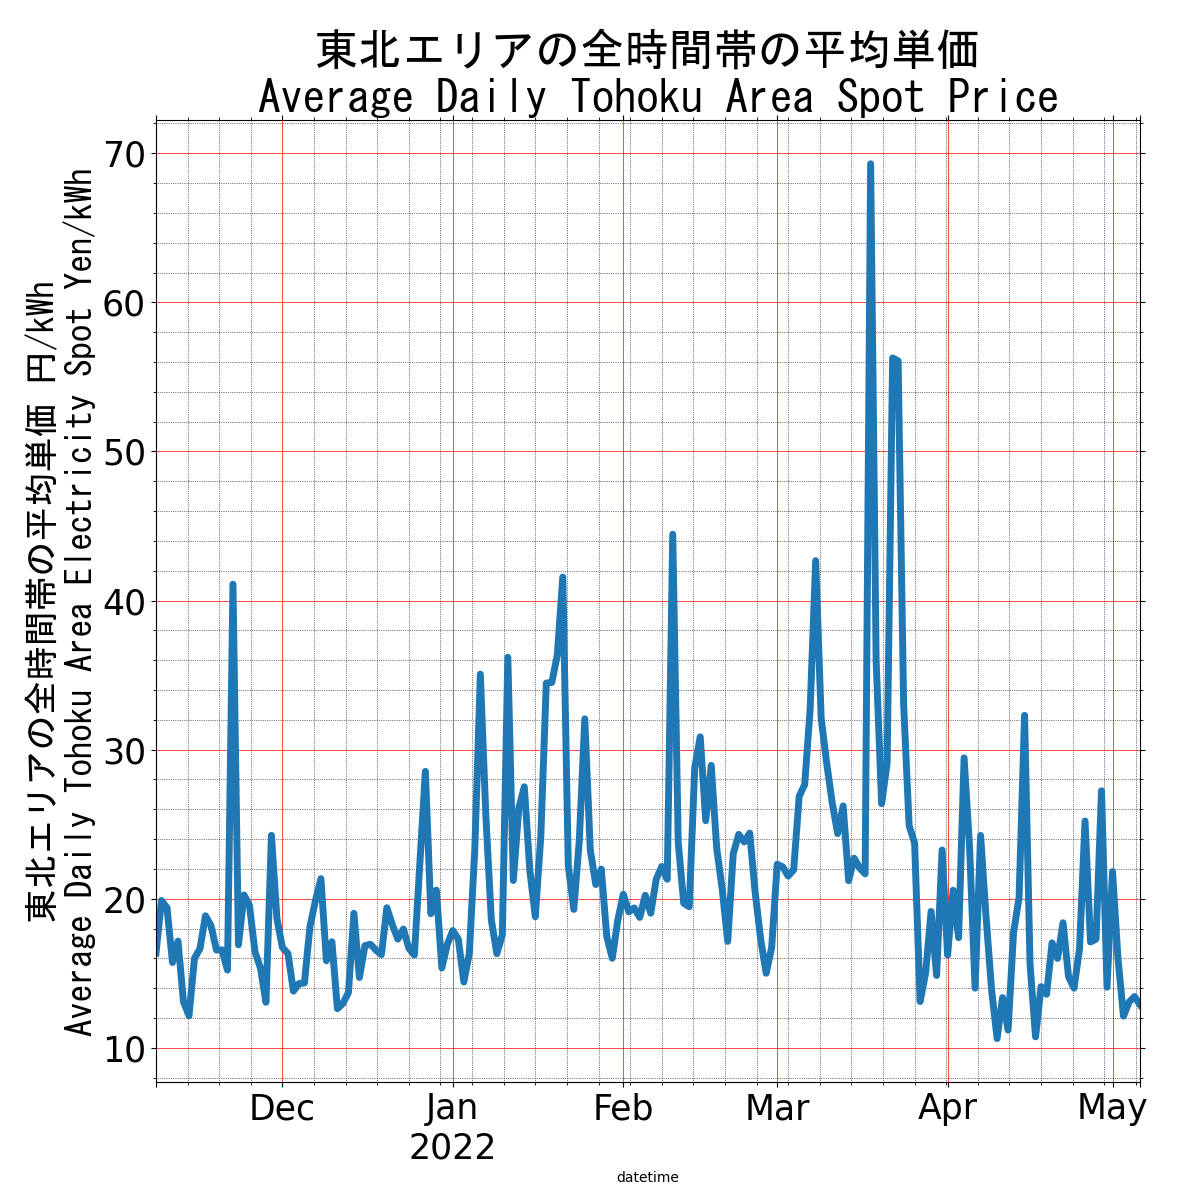 東北エリアの全時間帯の平均単価
Average Daily Tohoku Area Spot Price
東北エリアの全時間帯の平均単価 円/kWh
Average Daily Tohoku Area Electricity Spot Yen/kWh
70
60
50
40
30
20
10
Dec
Jan
2022
Feb
Mar
Apr
May
datetime